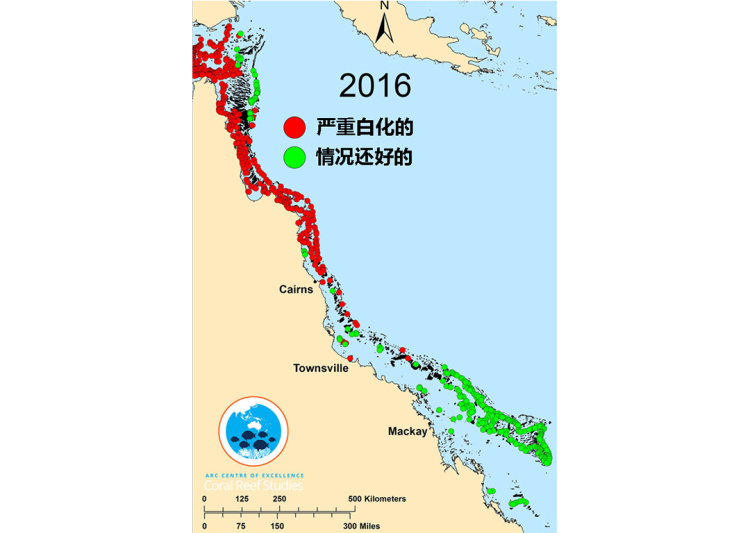 N
2016
严重白化的
情况还好的
Cairns
Townsville
Mackay
ARC CENTRE OF EXCELLENCE
Coral Reef Studies
0 125 250 500 Kilometers
0 75 150 300 Miles